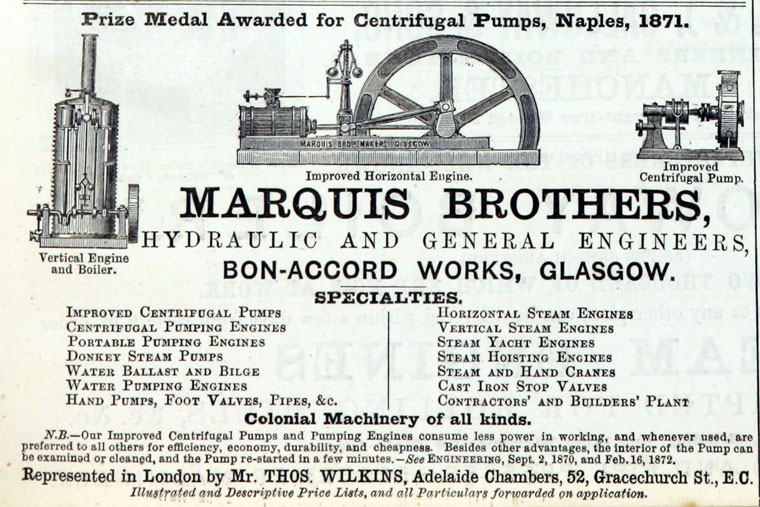 Prize Medal Awarded for Centrifugal Pumps, Naples, 1871.
MARQUIS BROS. MAKERS GLASGOW
Improved Horizontal Engine.
Improved
Centrifugal Pump.
Vertical Engine
and Boiler.
MARQUIS BROTHERS,
HYDRAULIC AND GENERAL ENGINEERS,
BON-ACCORD WORKS, GLASGOW.
SPECIALTIES.
IMPROVED CENTRIFUGAL PUMPS
CENTRIFUGAL PUMPING ENGINES
PORTABLE PUMPING ENGINES
DONKEY STEAM PUMPS
WATER BALLAST AND BILGE
WATER PUMPING ENGINES
HAND PUMPS, FOOT VALVES, PIPES, &c.
HORIZONTAL STEAM ENGINES
VERTICAL STEAM ENGINES
STEAM YACHT ENGINES
STEAM HOISTING ENGINES
STEAM AND HAND CRANES
CAST IRON STOP VALVES
CONTRACTORS' AND BUILDERS' PLANT
Colonial Machinery of all kinds.
N.B.—Our Improved Centrifugal Pumps and Pumping Engines consume less power in working, and whenever used, are
preferred to all others for efficiency, economy, durability, and cheapness. Besides other advantages, the interior of the Pump can
be examined or cleaned, and the Pump re-started in a few minutes.—See ENGINEERING, Sept. 2, 1870, and Feb. 16, 1872.
Represented in London by Mr. THOS. WILKINS, Adelaide Chambers, 52, Gracechurch St., E.C.
Illustrated and Descriptive Price Lists, and all Particulars forwarded on application.